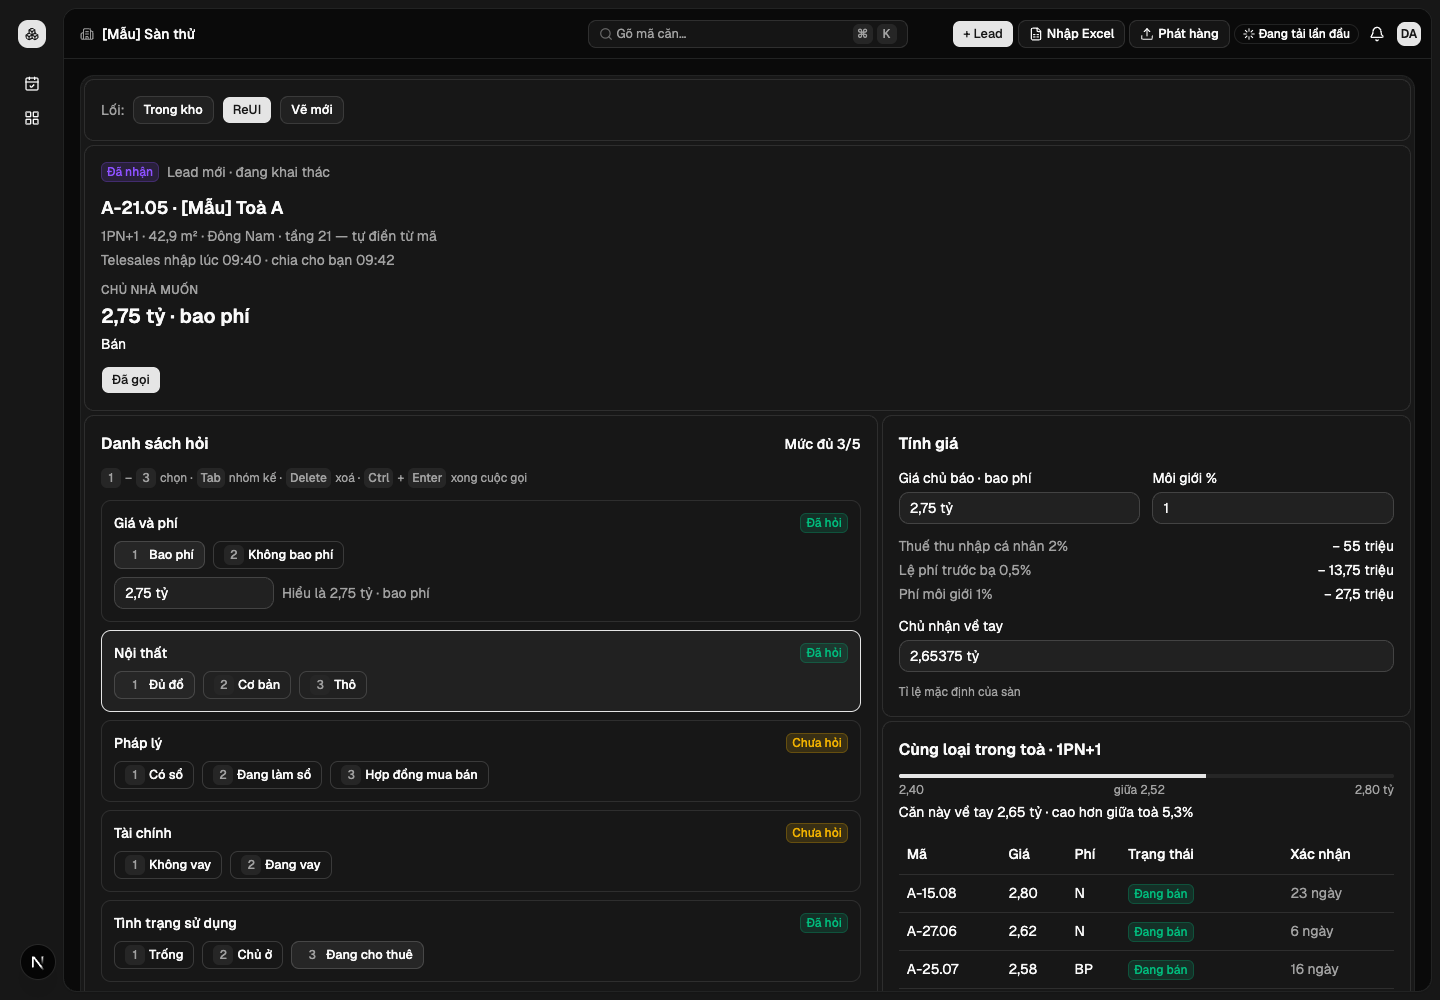 [Mẫu] Sàn thử
Gõ mã căn...
⌘ K
+ Lead
Nhập Excel
Phát hàng
Đang tải lần đầu
DA
Lối:
Trong kho
ReUI
Vẽ mới
Đã nhận
Lead mới · đang khai thác
A-21.05 · [Mẫu] Toà A
1PN+1 · 42,9 m² · Đông Nam · tầng 21 — tự điền từ mã
Telesales nhập lúc 09:40 · chia cho bạn 09:42
CHỦ NHÀ MUỐN
2,75 tỷ · bao phí
Bán
Đã gọi
Danh sách hỏi
Mức đủ 3/5
1 – 3 chọn · Tab nhóm kế · Delete xoá · Ctrl + Enter xong cuộc gọi
Giá và phí
Đã hỏi
1 Bao phí
2 Không bao phí
2,75 tỷ
Hiểu là 2,75 tỷ · bao phí
Nội thất
Đã hỏi
1 Đủ đồ
2 Cơ bản
3 Thô
Pháp lý
Chưa hỏi
1 Có sổ
2 Đang làm sổ
3 Hợp đồng mua bán
Tài chính
Chưa hỏi
1 Không vay
2 Đang vay
Tình trạng sử dụng
Đã hỏi
1 Trống
2 Chủ ở
3 Đang cho thuê
N
Tính giá
Giá chủ báo · bao phí
Môi giới %
2,75 tỷ
1
Thuế thu nhập cá nhân 2%
– 55 triệu
Lệ phí trước bạ 0,5%
– 13,75 triệu
Phí môi giới 1%
– 27,5 triệu
Chủ nhận về tay
2,65375 tỷ
Tỉ lệ mặc định của sàn
Cùng loại trong toà · 1PN+1
2,40
giữa 2,52
2,80 tỷ
Căn này về tay 2,65 tỷ · cao hơn giữa toà 5,3%
Mã Giá Phí Trạng thái Xác nhận
A-15.08 2,80 N Đang bán 23 ngày
A-27.06 2,62 N Đang bán 6 ngày
A-25.07 2,58 BP Đang bán 16 ngày